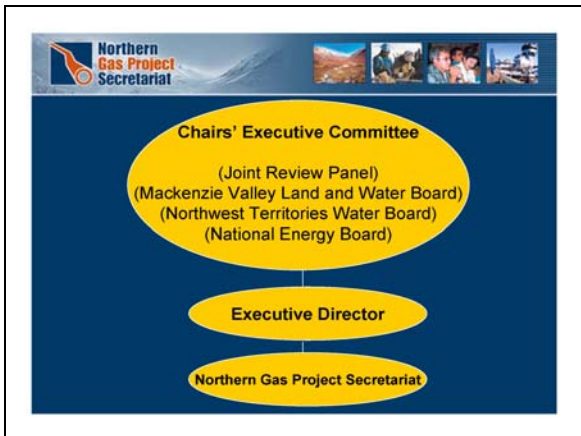 Northern
Gas Project
Secretariat
Chairs' Executive Committee
(Joint Review Panel)
(Mackenzie Valley Land and Water Board)
(Northwest Territories Water Board)
(National Energy Board)
Executive Director
Northern Gas Project Secretariat